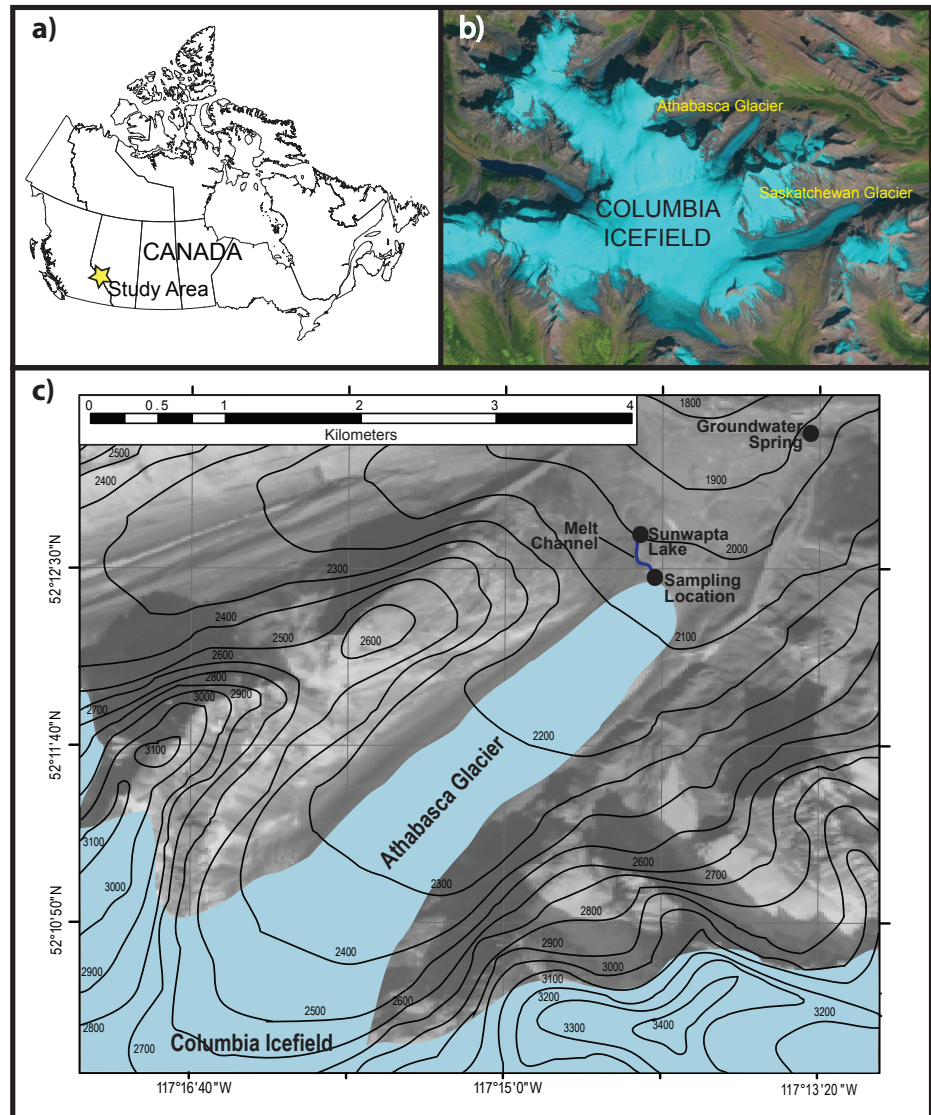 a)
CANADA
Study Area
b)
Athabasca Glacier
Saskatchewan Glacier
COLUMBIA
ICEFIELD
c)
0 0.5 1 2 3 4
Kilometers
1800
Groundwater
Spring
2500
2400
1900
Melt
Channel
Sunwapta
Lake
2000
2300
52°12'30"N
Sampling
Location
2400
2500
2600
2100
2600
2800
2700
3000
2900
2200
52°11'40"N
3100
Athabasca Glacier
3100
2600
2700
3000
2300
2800
52°10'50"N
2400
2900
2900
3000
3100
2500
2600
3200
3200
2800
3300
3400
2700
Columbia Icefield
117°16'40"W
117°15'0"W
117°13'20"W